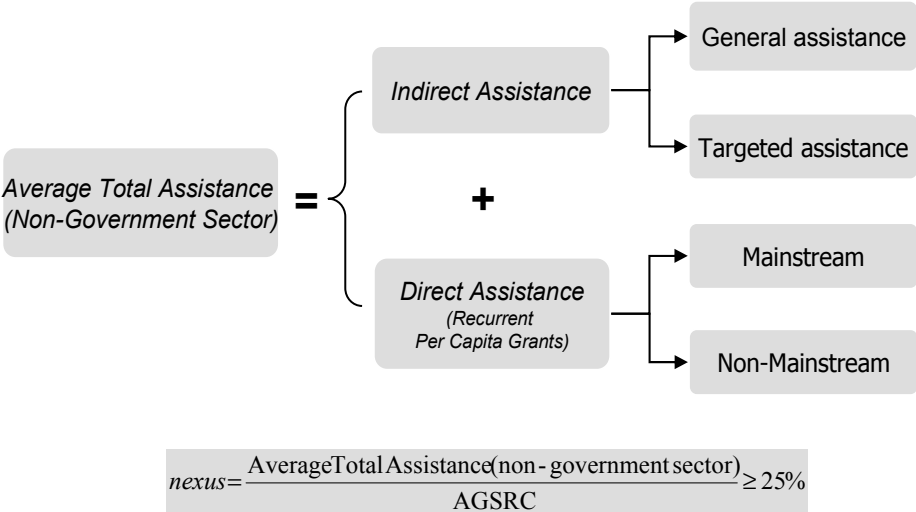 General assistance
Indirect Assistance
Targeted assistance
Average Total Assistance
(Non-Government Sector)
=
+
Mainstream
Direct Assistance
(Recurrent
Per Capita Grants)
Non-Mainstream
nexus = AverageTotalAssistance(non-government sector) / AGSRC ≥ 25%